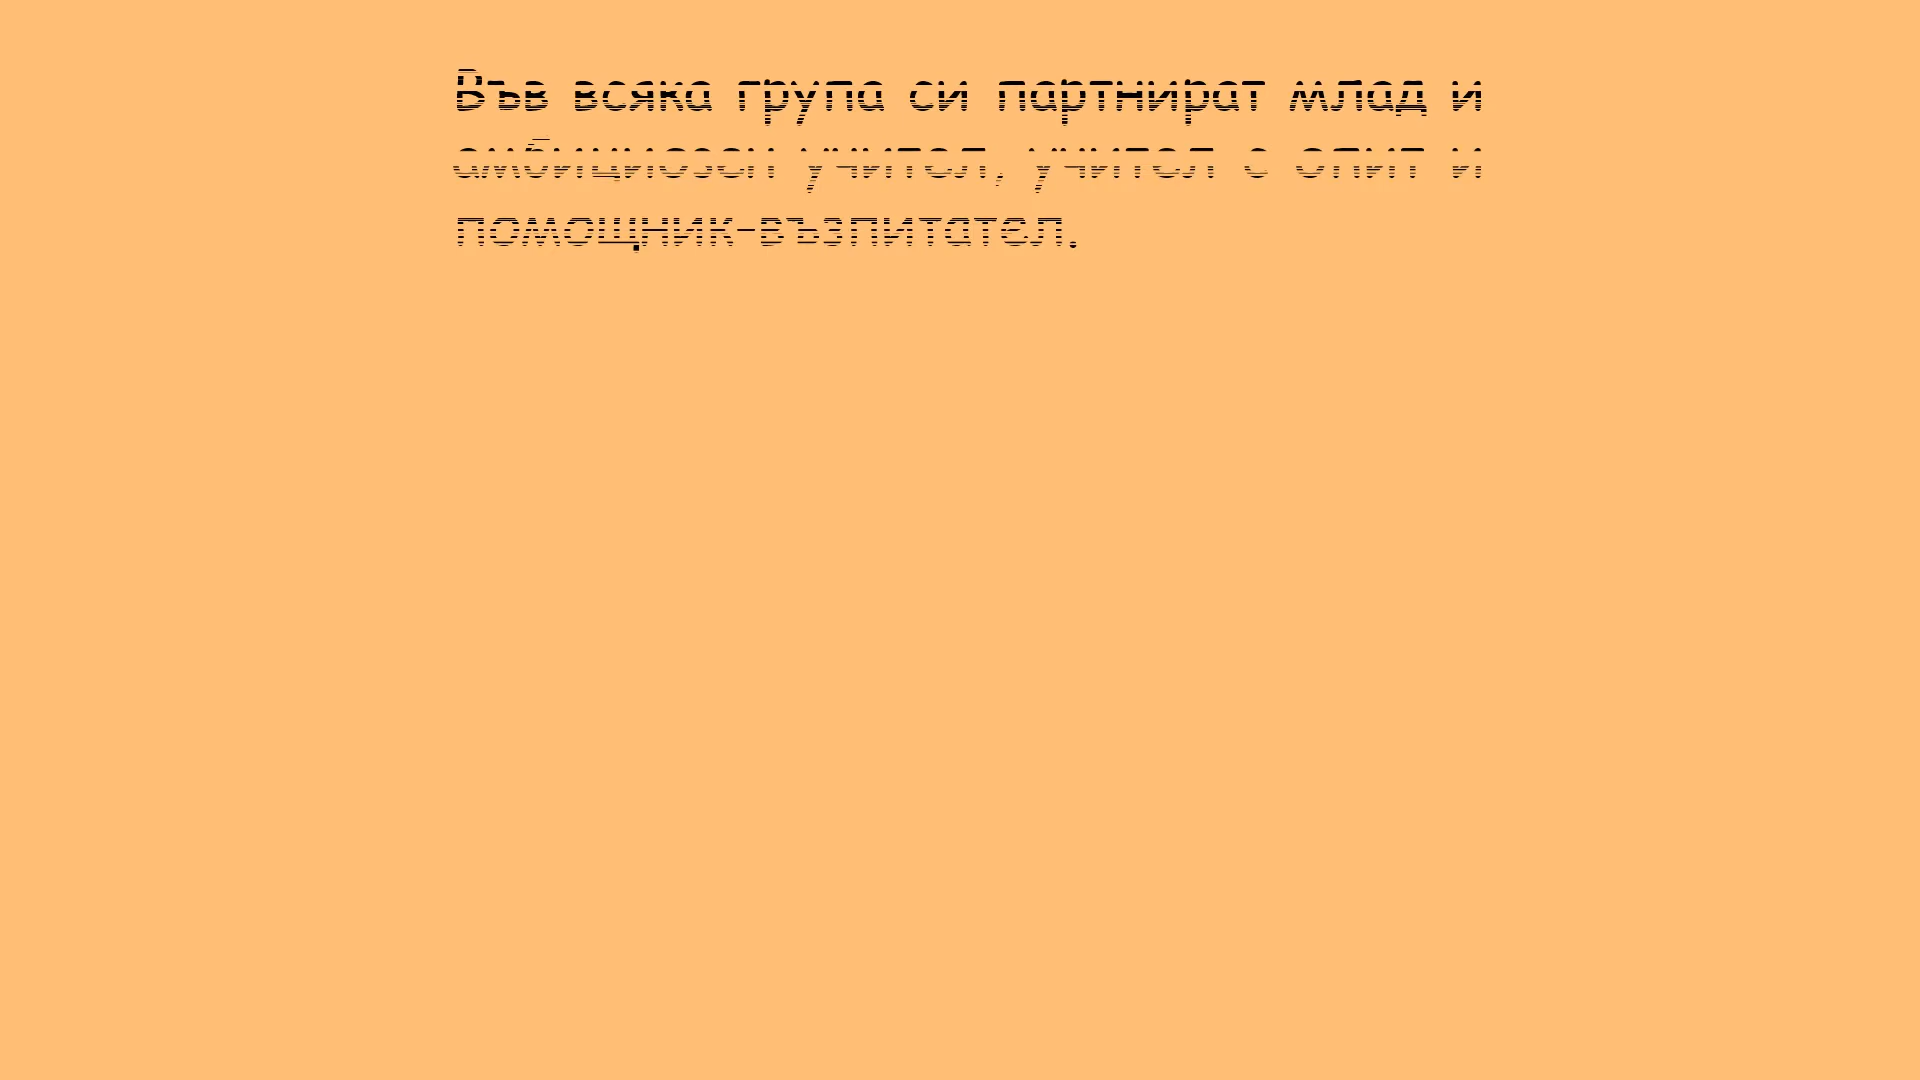 Във всяка група си партнират млад и
амбициозен учител, учител с опит и
помощник-възпитател.